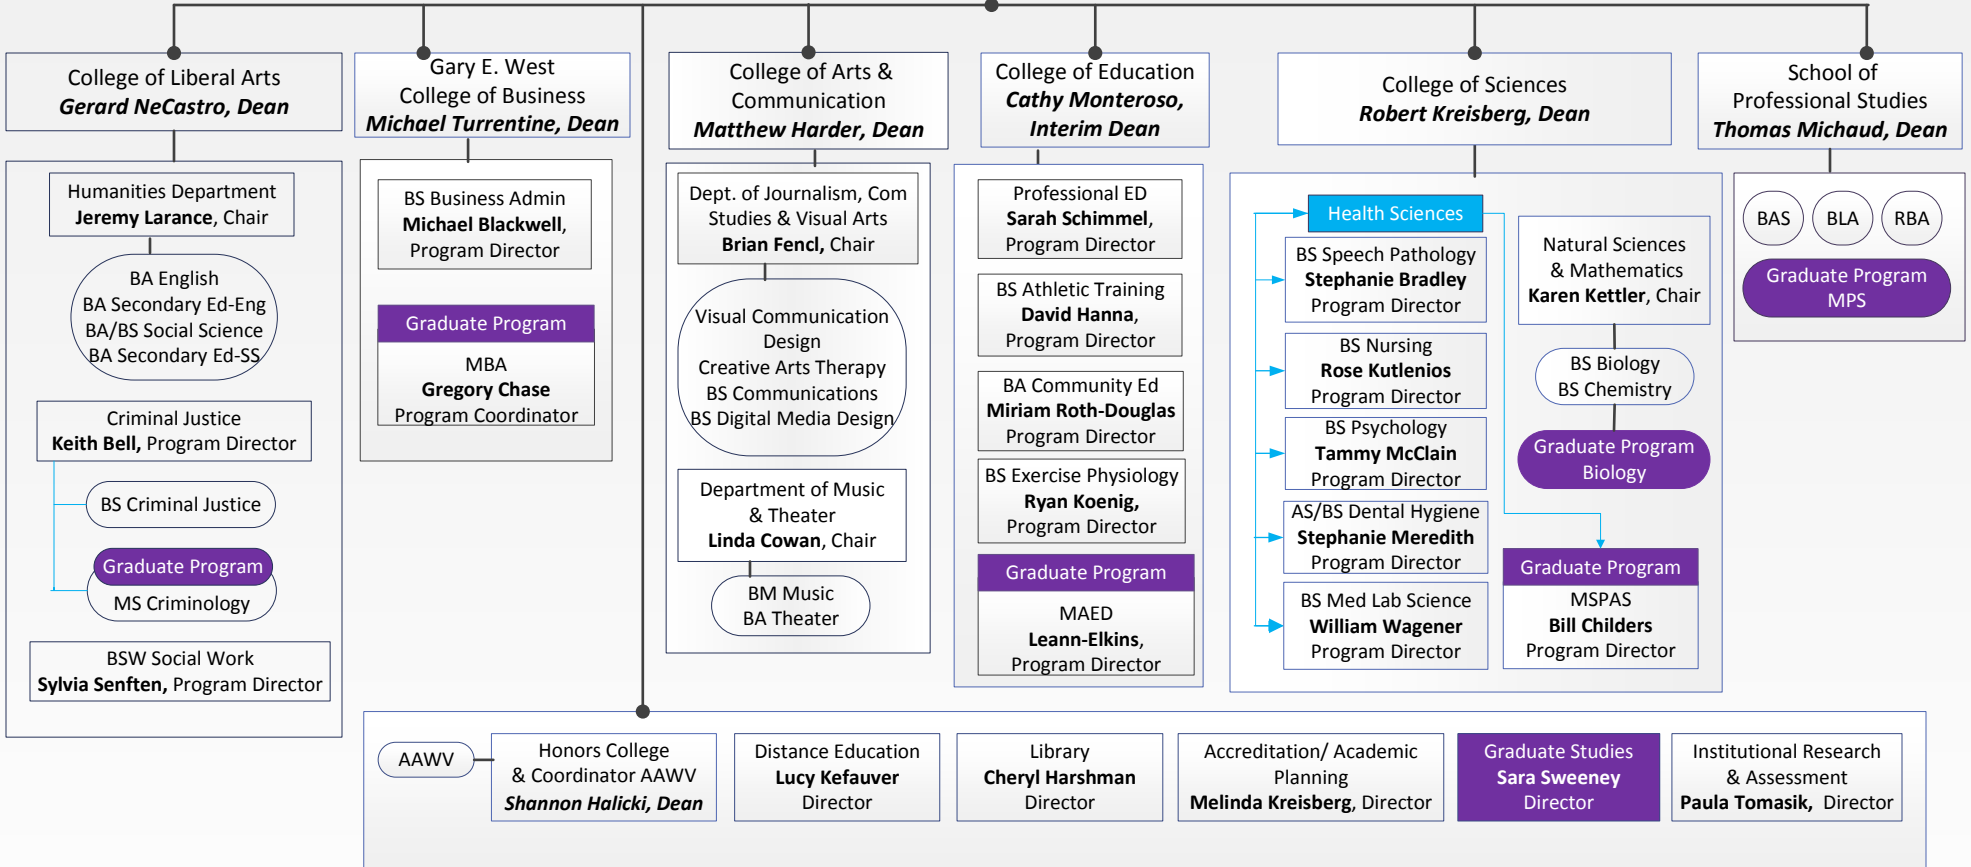 College of Liberal Arts
Gerard NeCastro, Dean
Humanities Department
Jeremy Larance, Chair
BA English
BA Secondary Ed-Eng
BA/BS Social Science
BA Secondary Ed-SS
Criminal Justice
Keith Bell, Program Director
BS Criminal Justice
Graduate Program
MS Criminology
BSW Social Work
Sylvia Senften, Program Director
Gary E. West
College of Business
Michael Turrentine, Dean
BS Business Admin
Michael Blackwell,
Program Director
Graduate Program
MBA
Gregory Chase
Program Coordinator
College of Arts &
Communication
Matthew Harder, Dean
Dept. of Journalism, Com
Studies & Visual Arts
Brian Fencl, Chair
Visual Communication
Design
Creative Arts Therapy
BS Communications
BS Digital Media Design
Department of Music
& Theater
Linda Cowan, Chair
BM Music
BA Theater
College of Education
Cathy Monteroso,
Interim Dean
Professional ED
Sarah Schimmel,
Program Director
BS Athletic Training
David Hanna,
Program Director
BA Community Ed
Miriam Roth-Douglas
Program Director
BS Exercise Physiology
Ryan Koenig,
Program Director
Graduate Program
MAED
Leann-Elkins,
Program Director
College of Sciences
Robert Kreisberg, Dean
Health Sciences
BS Speech Pathology
Stephanie Bradley
Program Director
BS Nursing
Rose Kutlenios
Program Director
BS Psychology
Tammy McClain
Program Director
AS/BS Dental Hygiene
Stephanie Meredith
Program Director
BS Med Lab Science
William Wagener
Program Director
Natural Sciences
& Mathematics
Karen Kettler, Chair
BS Biology
BS Chemistry
Graduate Program
Biology
Graduate Program
MSPAS
Bill Childers
Program Director
School of
Professional Studies
Thomas Michaud, Dean
BAS
BLA
RBA
Graduate Program
MPS
AAWV
Honors College
& Coordinator AAWV
Shannon Halicki, Dean
Distance Education
Lucy Kefauver
Director
Library
Cheryl Harshman
Director
Accreditation/ Academic
Planning
Melinda Kreisberg, Director
Graduate Studies
Sara Sweeney
Director
Institutional Research
& Assessment
Paula Tomasik, Director